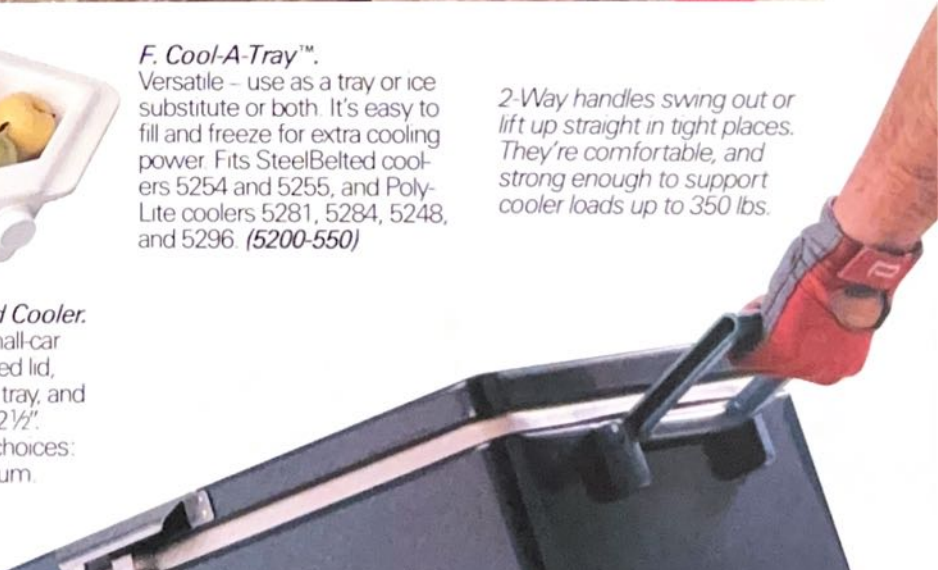 F. Cool-A-Tray™.
Versatile – use as a tray or ice
substitute or both. It's easy to
fill and freeze for extra cooling
power. Fits SteelBelted cool-
ers 5254 and 5255, and Poly-
Lite coolers 5281, 5284, 5248,
and 5296. (5200-550)
2-Way handles swing out or
lift up straight in tight places.
They're comfortable, and
strong enough to support
cooler loads up to 350 lbs.
Cooler.
ed lid,
tray, and
2½".
choices: